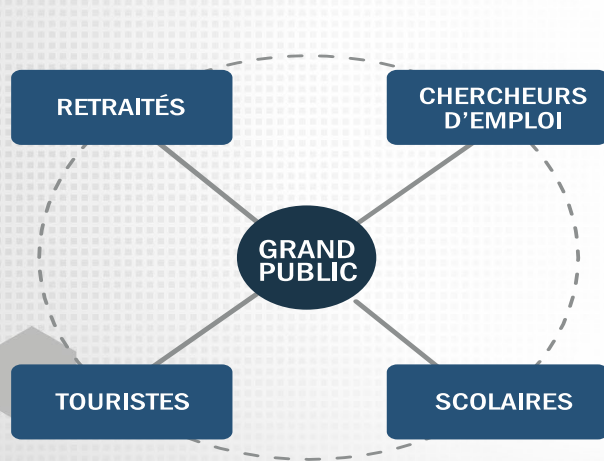 RETRAITÉS
CHERCHEURS
D'EMPLOI
GRAND
PUBLIC
TOURISTES
SCOLAIRES